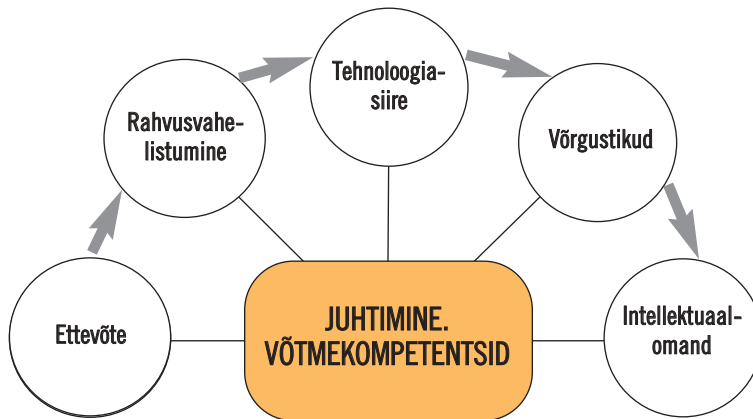 Tehnoloogia-
siire
Rahvusvahe-
listumine
Võrgustikud
Ettevõte
JUHTIMINE.
VÕTMEKOMPETENTSID
Intellektuaal-
omand